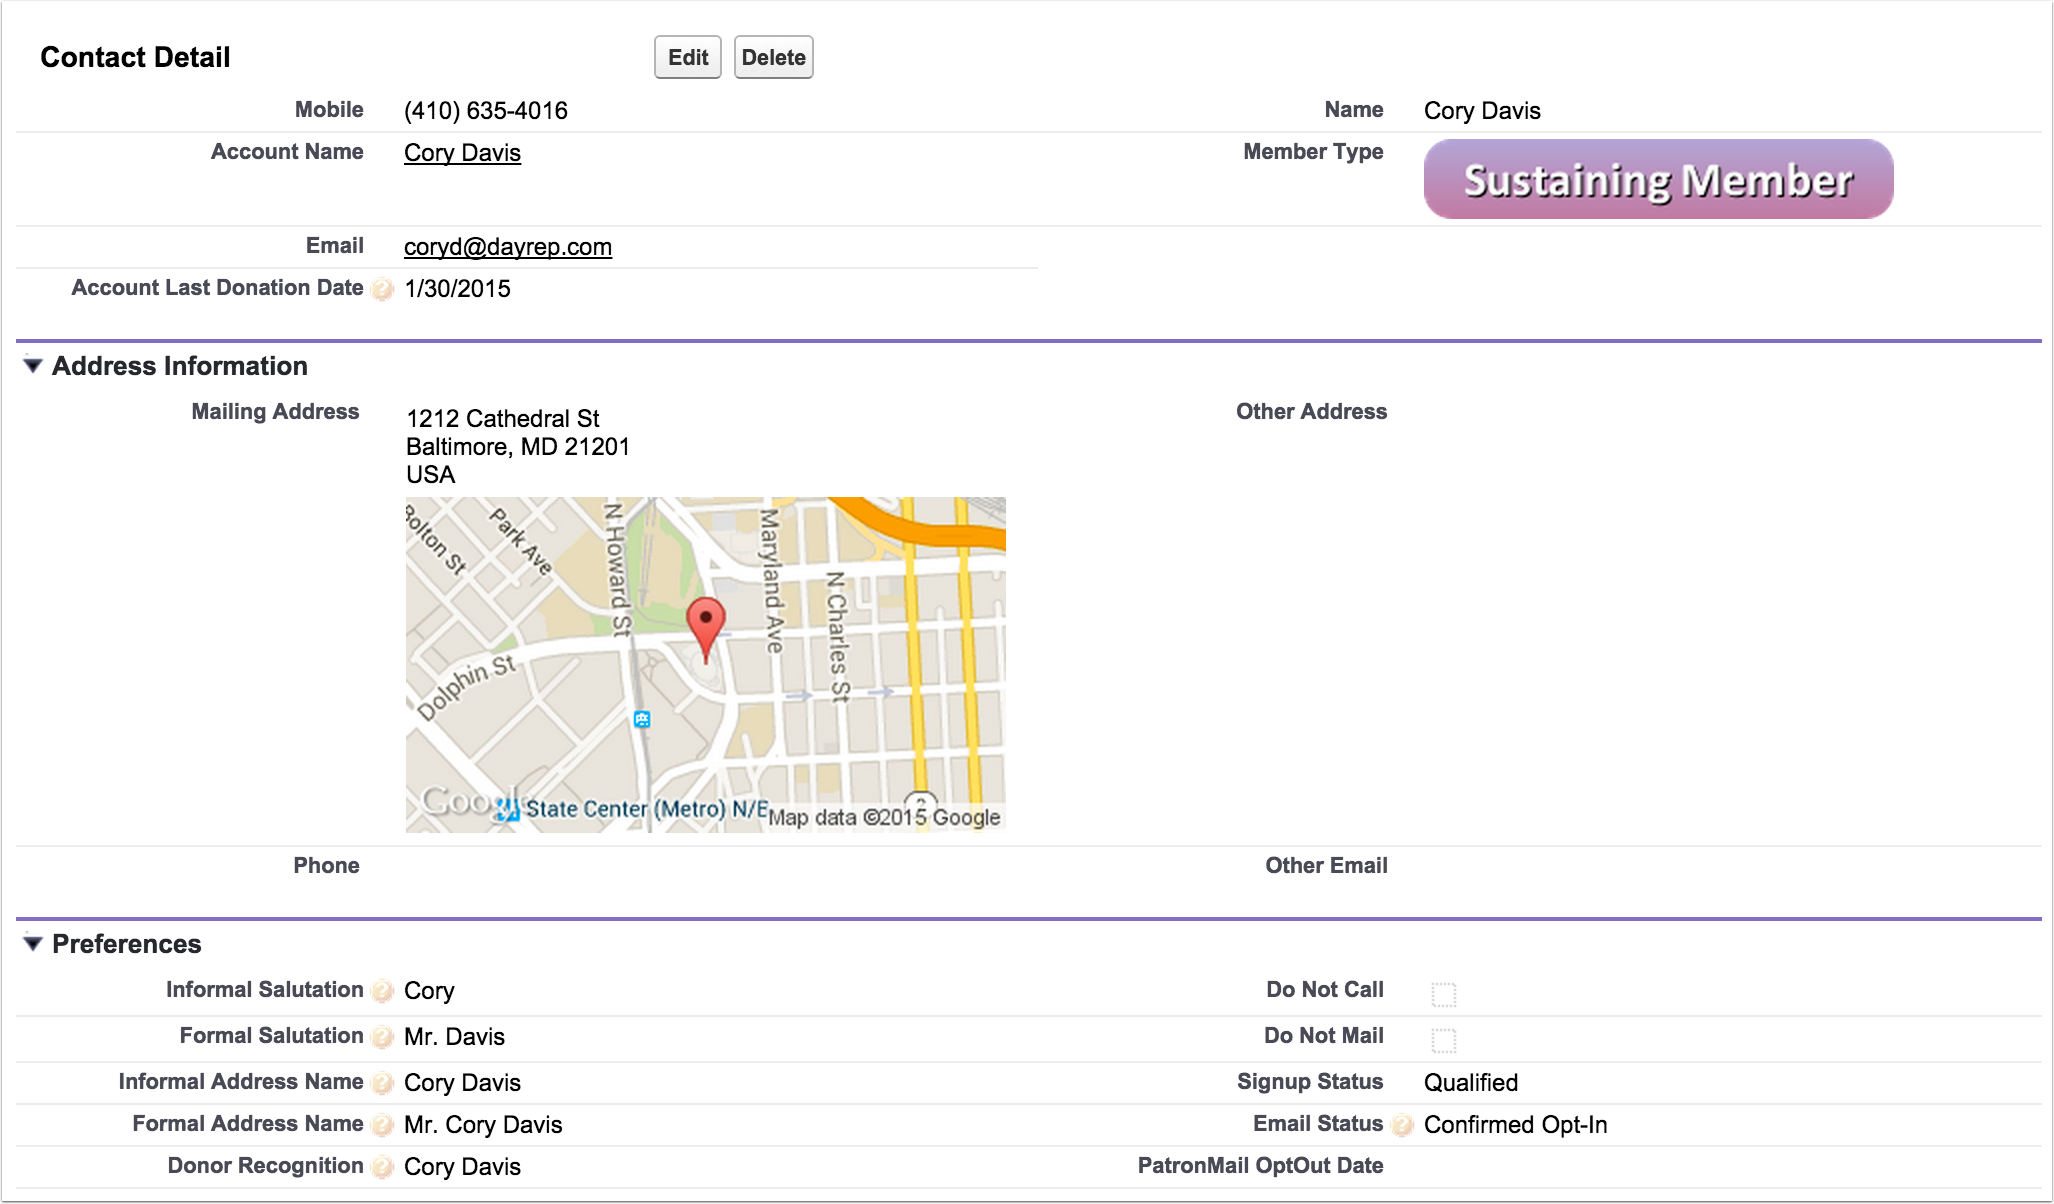 Contact Detail Edit Delete
Mobile (410) 635-4016 Name Cory Davis
Account Name Cory Davis Member Type Sustaining Member
Email coryd@dayrep.com
Account Last Donation Date ? 1/30/2015
Address Information
Mailing Address 1212 Cathedral St Other Address
Baltimore, MD 21201
USA
Bolton St
Park Ave
N Howard St
Maryland Ave
N Charles St
Dolphin St
2
Google
State Center (Metro) N/E
Map data ©2015 Google
Phone Other Email
Preferences
Informal Salutation ? Cory Do Not Call
Formal Salutation ? Mr. Davis Do Not Mail
Informal Address Name ? Cory Davis Signup Status Qualified
Formal Address Name ? Mr. Cory Davis Email Status ? Confirmed Opt-In
Donor Recognition ? Cory Davis PatronMail OptOut Date